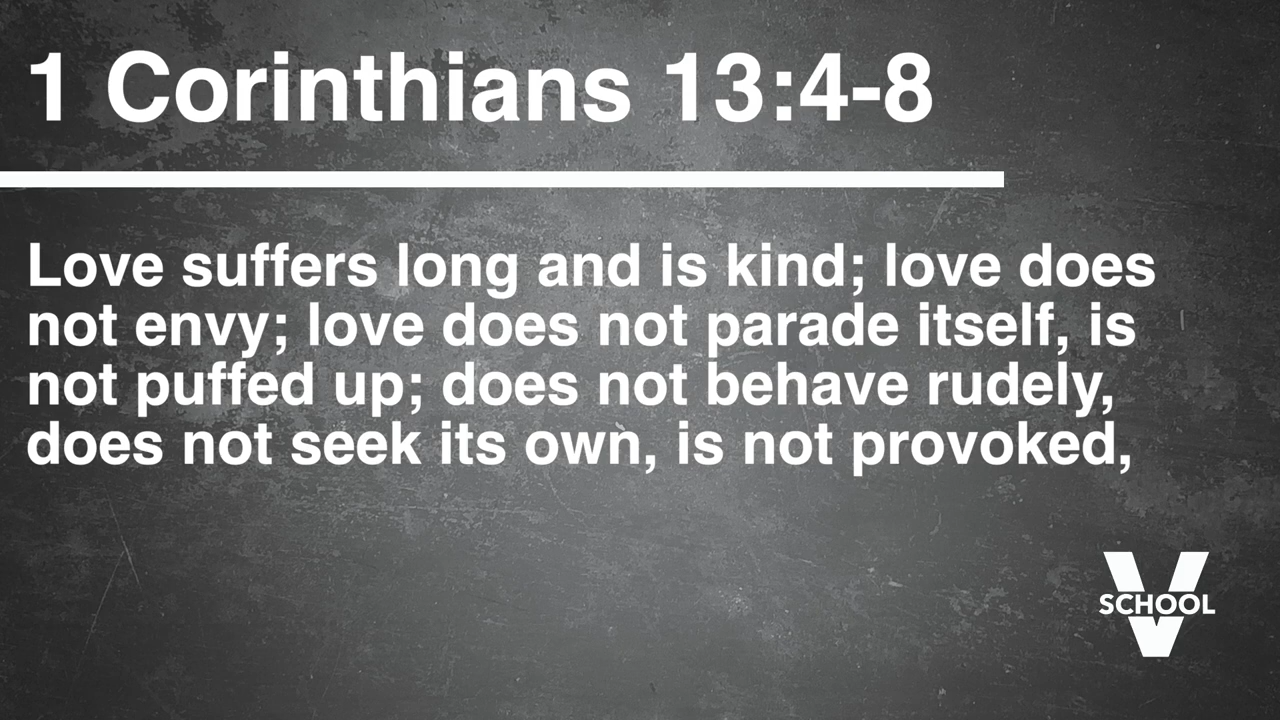 1 Corinthians 13:4-8
Love suffers long and is kind; love does
not envy; love does not parade itself, is
not puffed up; does not behave rudely,
does not seek its own, is not provoked,
V
SCHOOL